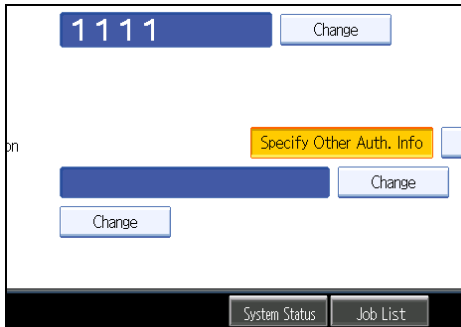 1111 Change
on Specify Other Auth. Info
Change
Change
System Status Job List